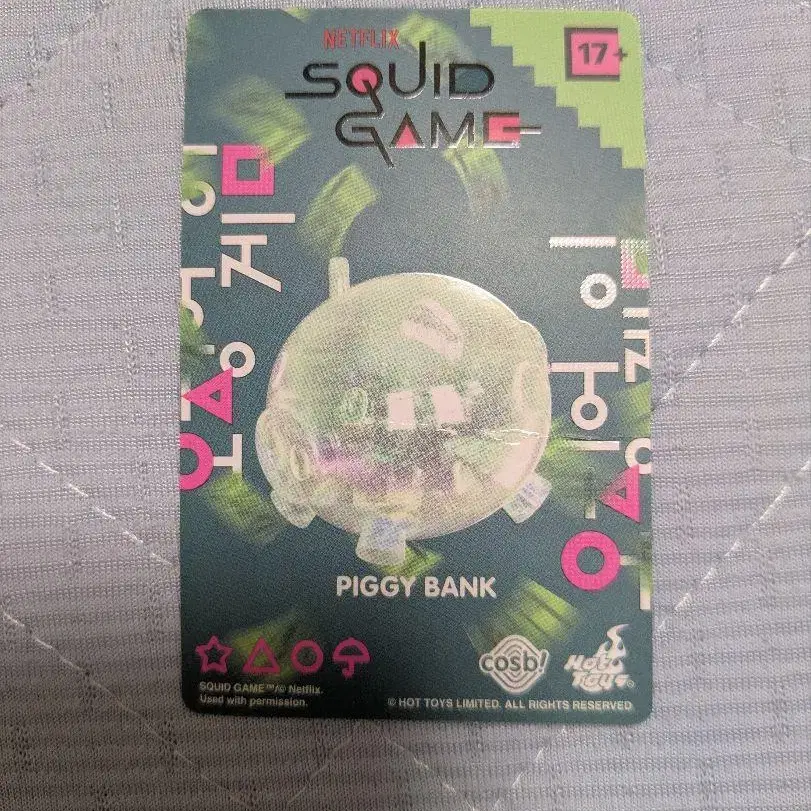 NETFLIX
SQUID
GAME
17+
오징어 게임
오징어 게임
PIGGY BANK
cosb!
HOT
TOYS
SQUID GAME™/© Netflix.
Used with permission.
© HOT TOYS LIMITED. ALL RIGHTS RESERVED